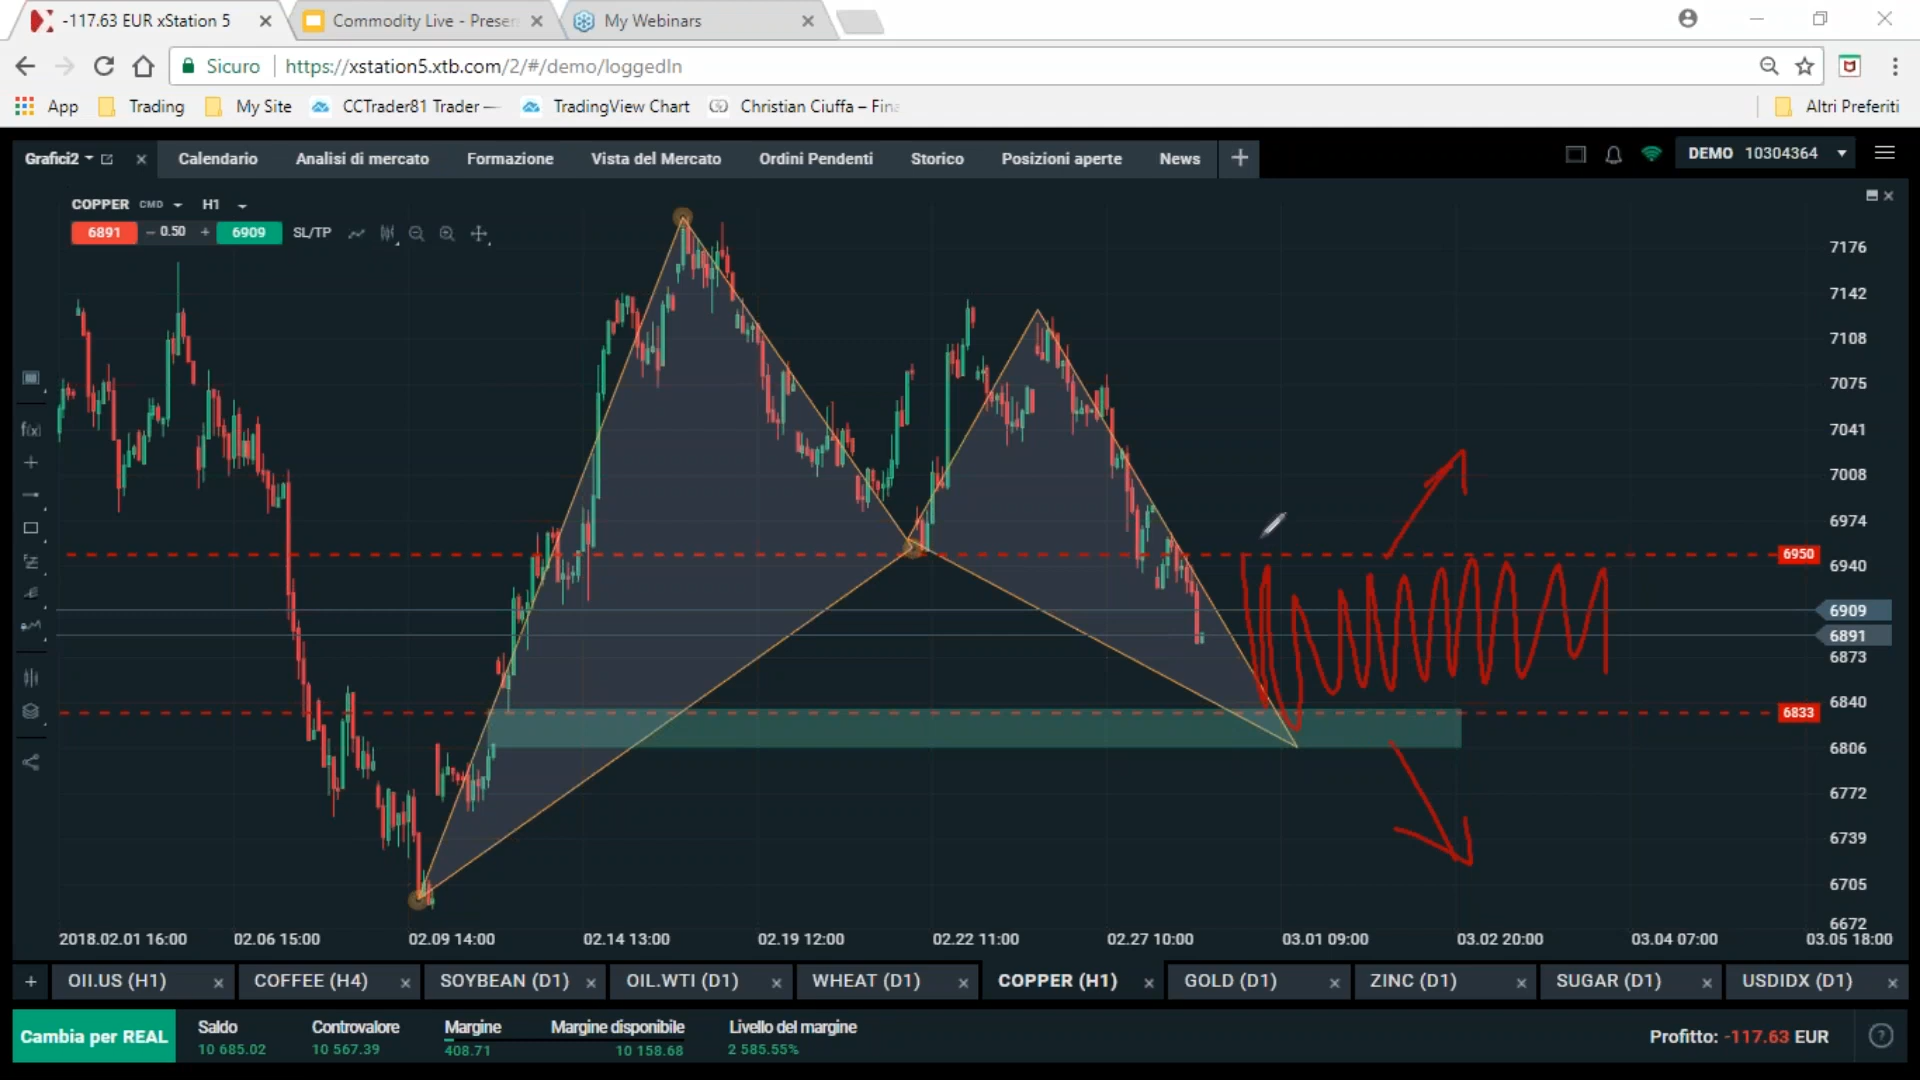 -117.63 EUR xStation 5
Commodity Live - Presen
My Webinars
Sicuro
https://xstation5.xtb.com/2/#/demo/loggedIn
App
Trading
My Site
CCTrader81 Trader —
TradingView Chart
Christian Ciuffa – Fina
Altri Preferiti
Grafici2
Calendario
Analisi di mercato
Formazione
Vista del Mercato
Ordini Pendenti
Storico
Posizioni aperte
News
DEMO 10304364
COPPER CMD H1
6891 – 0.50 + 6909 SL/TP
f(x)
7176
7142
7108
7075
7041
7008
6974
6950
6940
6909
6891
6873
6840
6833
6806
6772
6739
6705
6672
2018.02.01 16:00
02.06 15:00
02.09 14:00
02.14 13:00
02.19 12:00
02.22 11:00
02.27 10:00
03.01 09:00
03.02 20:00
03.04 07:00
03.05 18:00
OIl.US (H1)
COFFEE (H4)
SOYBEAN (D1)
OIL.WTI (D1)
WHEAT (D1)
COPPER (H1)
GOLD (D1)
ZINC (D1)
SUGAR (D1)
USDIDX (D1)
Cambia per REAL
Saldo
10 685.02
Controvalore
10 567.39
Margine
408.71
Margine disponibile
10 158.68
Livello del margine
2 585.55%
Profitto: -117.63 EUR